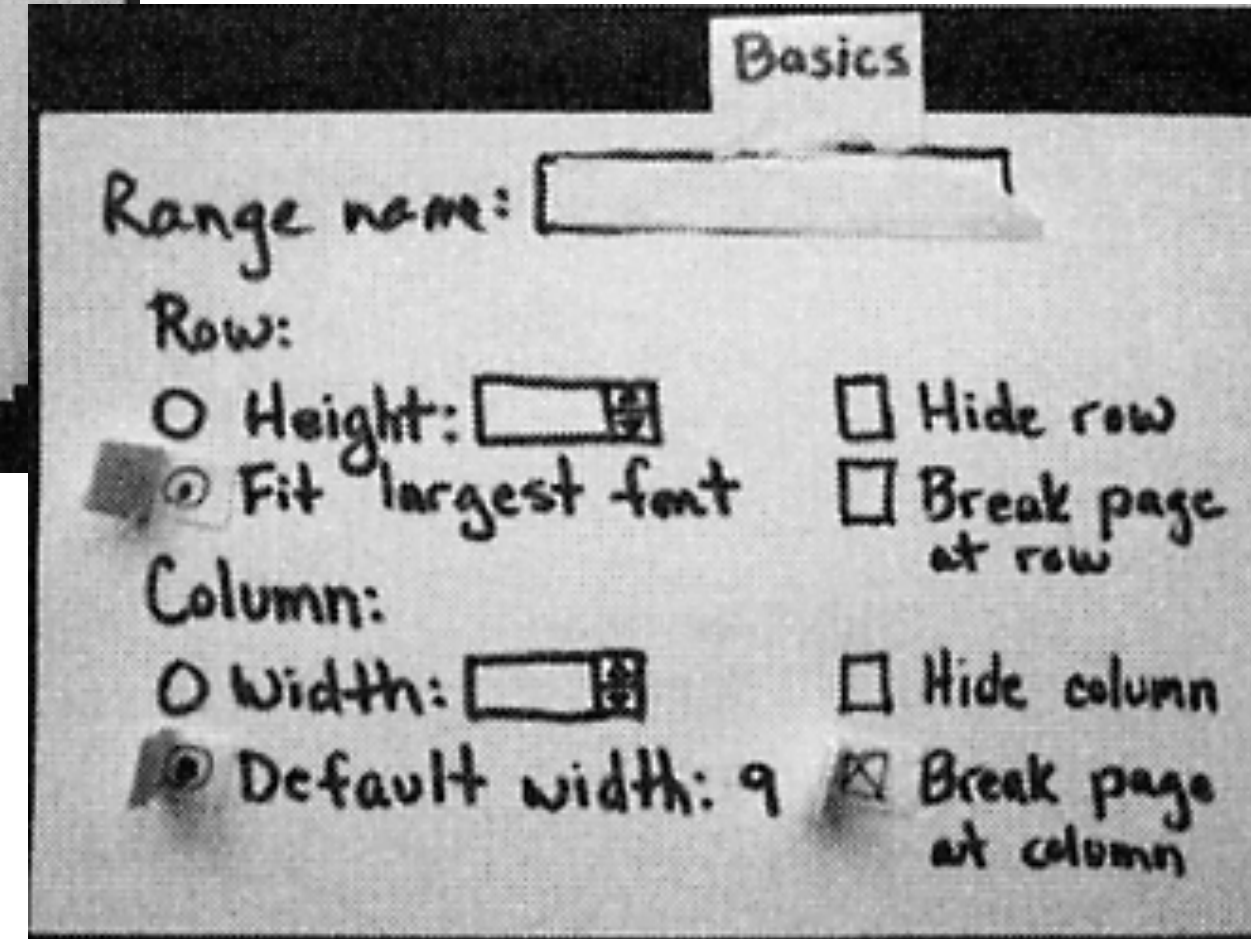 Basics
Range name:
Row:
Height:
Hide row
Fit largest font
Break page
at row
Column:
Width:
Hide column
Default width: 9
Break page
at column